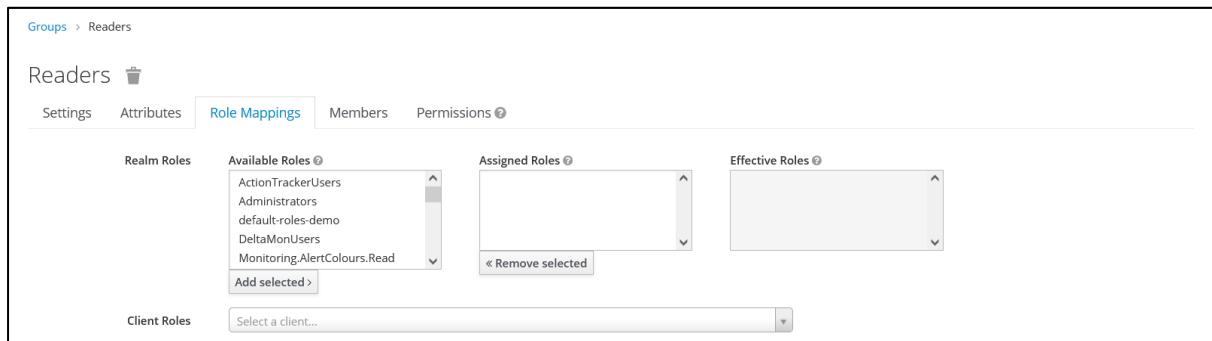 Groups > Readers
Readers
Settings Attributes Role Mappings Members Permissions
Realm Roles Available Roles Assigned Roles Effective Roles
ActionTrackerUsers
Administrators
default-roles-demo
DeltaMonUsers
Monitoring.AlertColours.Read
« Remove selected
Add selected >
Client Roles Select a client...